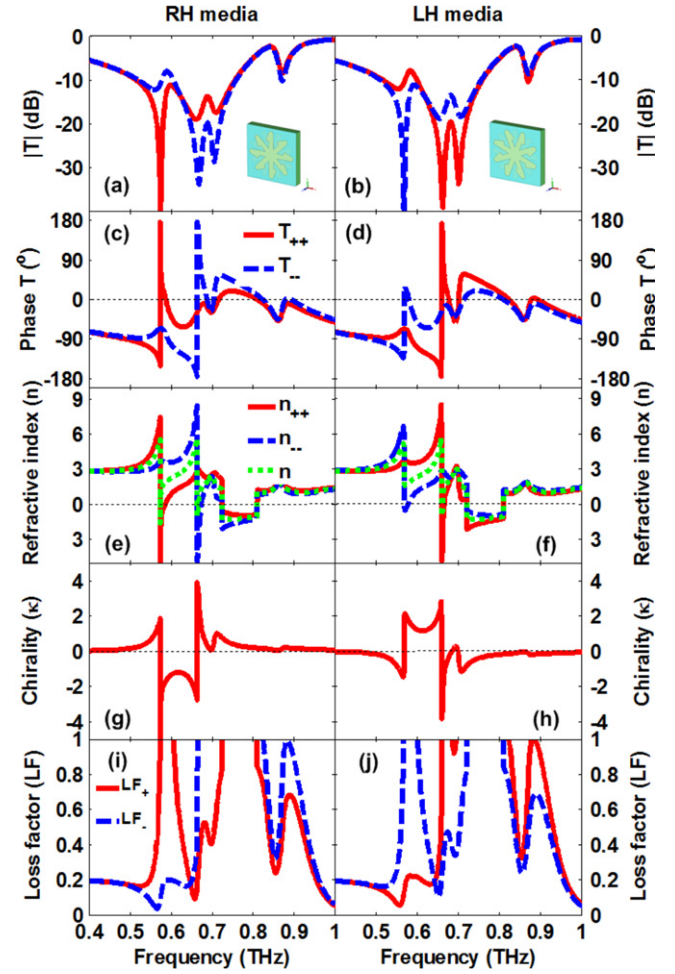 RH media LH media
0 0
-10 -10
-20 -20
-30 -30
|T| (dB) |T| (dB)
(a) (b)
180 180
90 90
0 0
-90 -90
-180 -180
Phase T (°) Phase T (°)
(c) (d)
T++
T--
9 9
6 6
3 3
0 0
3 3
Refractive index (n) Refractive index (n)
n++
n--
n
(e) (f)
4 4
2 2
0 0
-2 -2
-4 -4
Chirality (κ) Chirality (κ)
(g) (h)
1 1
0.8 0.8
0.6 0.6
0.4 0.4
0.2 0.2
0 0
Loss factor (LF) Loss factor (LF)
(i) (j)
LF+
LF-
0.4 0.5 0.6 0.7 0.8 0.9 1 0.5 0.6 0.7 0.8 0.9 1
Frequency (THz) Frequency (THz)